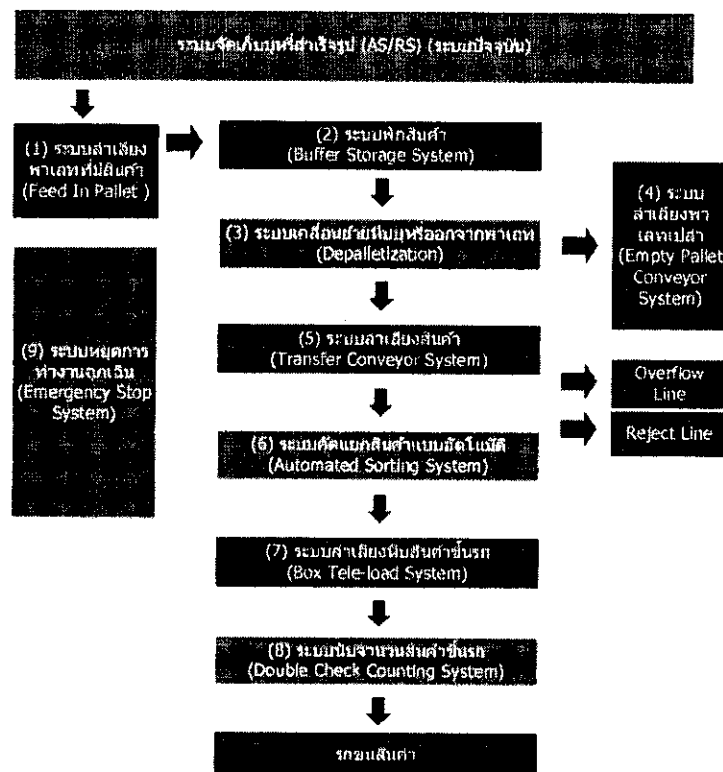 ระบบจัดเก็บบุหรี่สำเร็จรูป (AS/RS) (ระบบปัจจุบัน)
(1) ระบบลำเลียง
พาเลทที่มีสินค้า
(Feed In Pallet )
(2) ระบบพักสินค้า
(Buffer Storage System)
(3) ระบบเคลื่อนย้ายหีบบุหรี่ออกจากพาเลท
(Depalletization)
(4) ระบบ
ลำเลียงพา
เลทเปล่า
(Empty Pallet
Conveyor
System)
(5) ระบบลำเลียงสินค้า
(Transfer Conveyor System)
(9) ระบบหยุดการ
ทำงานฉุกเฉิน
(Emergency Stop
System)
Overflow
Line
Reject Line
(6) ระบบคัดแยกสินค้าแบบอัตโนมัติ
(Automated Sorting System)
(7) ระบบลำเลียงหีบสินค้าขึ้นรถ
(Box Tele-load System)
(8) ระบบนับจำนวนสินค้าขึ้นรถ
(Double Check Counting System)
รถขนสินค้า